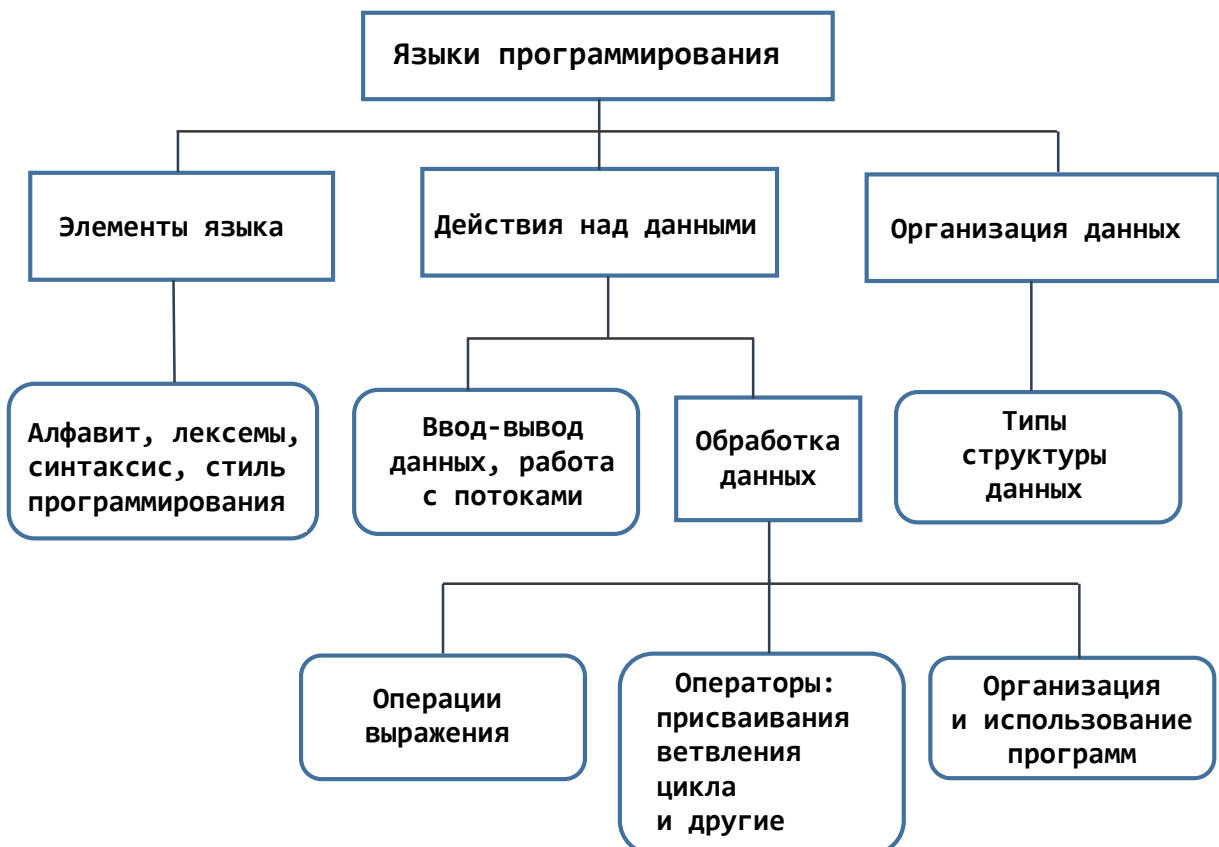 Языки программирования
Элементы языка
Действия над данными
Организация данных
Алфавит, лексемы,
синтаксис, стиль
программирования
Ввод-вывод
данных, работа
с потоками
Обработка
данных
Типы
структуры
данных
Операции
выражения
Операторы:
присваивания
ветвления
цикла
и другие
Организация
и использование
программ